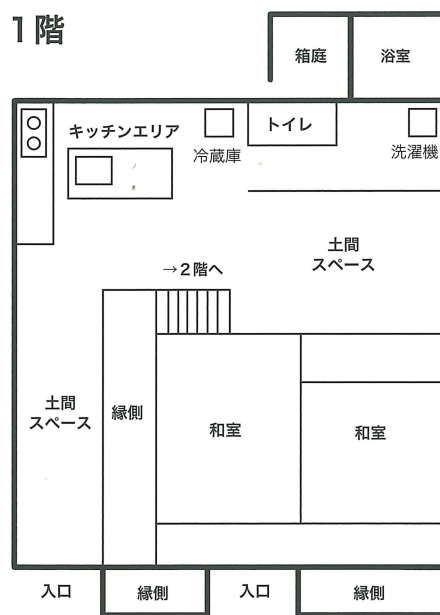 1階
箱庭
浴室
キッチンエリア
冷蔵庫
トイレ
洗濯機
土間
スペース
→2階へ
土間
スペース
縁側
和室
和室
入口
縁側
入口
縁側